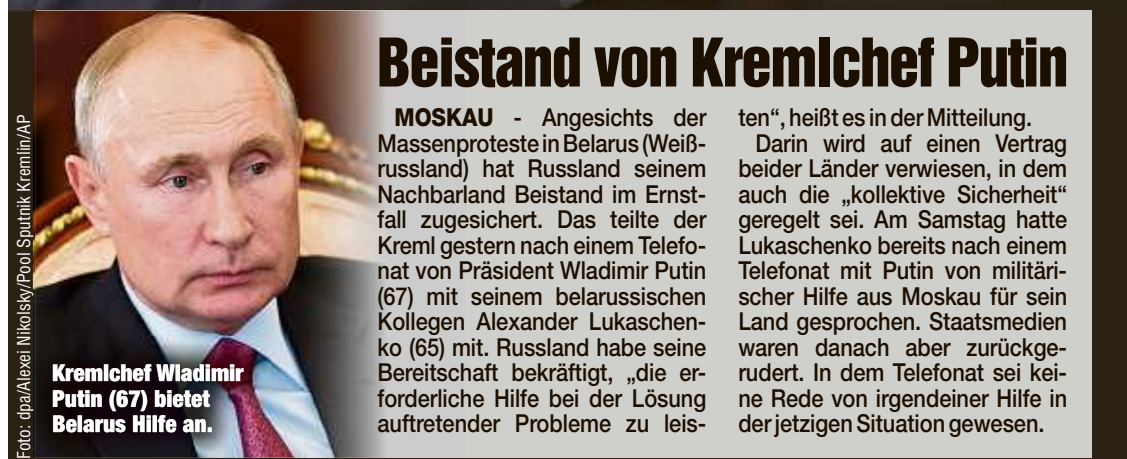 Beistand von Kremlchef Putin
MOSKAU - Angesichts der
Massenproteste in Belarus (Weiß-
russland) hat Russland seinem
Nachbarland Beistand im Ernst-
fall zugesichert. Das teilte der
Kreml gestern nach einem Telefo-
nat von Präsident Wladimir Putin
(67) mit seinem belarussischen
Kollegen Alexander Lukaschen-
ko (65) mit. Russland habe seine
Bereitschaft bekräftigt, „die er-
forderliche Hilfe bei der Lösung
auftretender Probleme zu leis-
ten“, heißt es in der Mitteilung.
Darin wird auf einen Vertrag
beider Länder verwiesen, in dem
auch die „kollektive Sicherheit“
geregelt sei. Am Samstag hatte
Lukaschenko bereits nach einem
Telefonat mit Putin von militäri-
scher Hilfe aus Moskau für sein
Land gesprochen. Staatsmedien
waren danach aber zurückge-
rudert. In dem Telefonat sei kei-
ne Rede von irgendeiner Hilfe in
der jetzigen Situation gewesen.
Kremlchef Wladimir
Putin (67) bietet
Belarus Hilfe an.
Foto: dpa/Alexei Nikolsky/Pool Sputnik Kremlin/AP